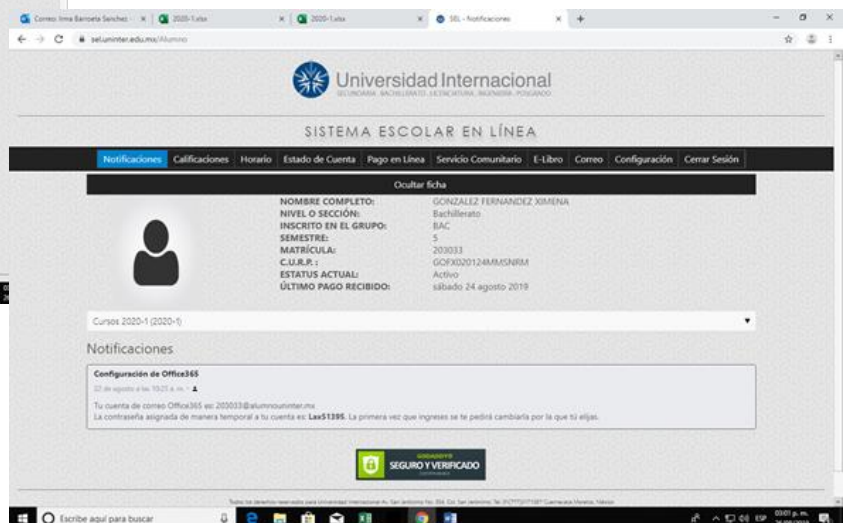 Correo: Irma Barroeta Sanchez -
2020-1.xlsx
2020-1.xlsx
SEL - Notificaciones
sel.uninter.edu.mx/Alumno
Universidad Internacional
SECUNDARIA BACHILLERATO LICENCIATURA INGENIERÍA POSGRADO
SISTEMA ESCOLAR EN LÍNEA
Notificaciones Calificaciones Horario Estado de Cuenta Pago en Línea Servicio Comunitario E-Libro Correo Configuración Cerrar Sesión
Ocultar ficha
NOMBRE COMPLETO: GONZALEZ FERNANDEZ XIMENA
NIVEL O SECCIÓN: Bachillerato
INSCRITO EN EL GRUPO: BAC
SEMESTRE: 5
MATRÍCULA: 203033
C.U.R.P. : GOFX020124MMSNRM
ESTATUS ACTUAL: Activo
ÚLTIMO PAGO RECIBIDO: sábado 24 agosto 2019
Cursos 2020-1 (2020-1)
Notificaciones
Configuración de Office365
Tu cuenta de correo Office365 es: 203033@alumnouninter.mx
La contraseña asignada de manera temporal a tu cuenta es: Lax51395. La primera vez que ingreses se te pedirá cambiarla por la que tú elijas.
SEGURO Y VERIFICADO
Escribe aquí para buscar
ESP
03:01 p. m.